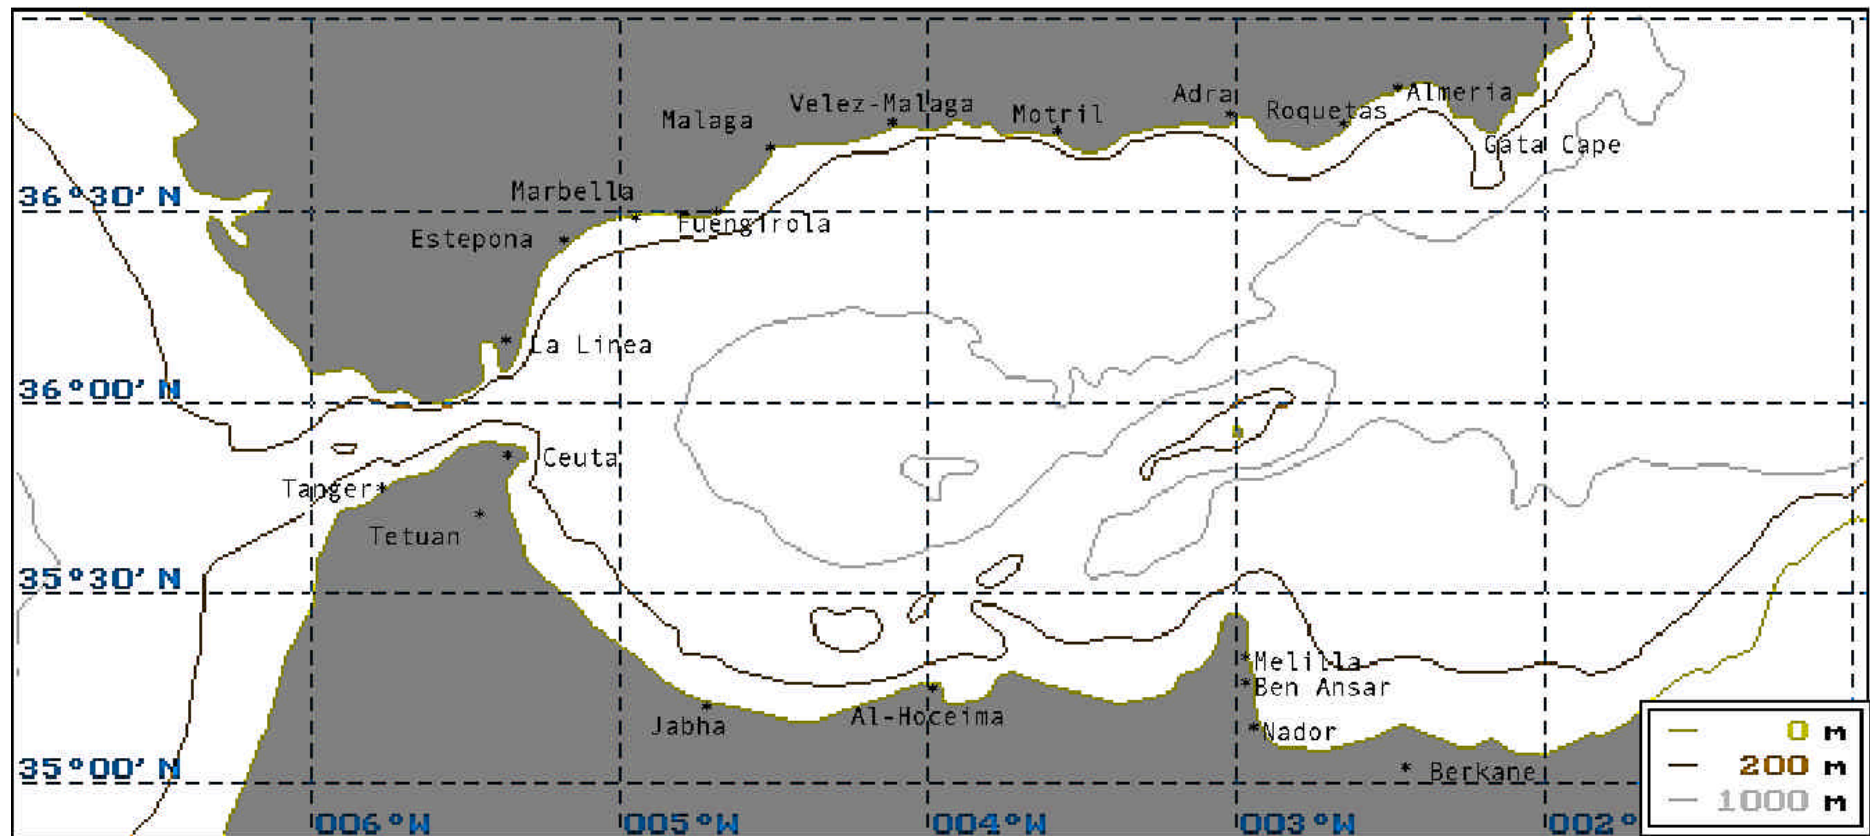 Almeria
Adra
Velez-Malaga
Roquetas
Motril
Malaga
Gata Cape
Marbella
36°30' N
Fuengirola
Estepona
La Linea
36°00' N
Ceuta
Tanger
Tetuan
35°30' N
Melilla
Ben Ansar
Al-Hoceima
Jabha
Nador
0 m
200 m
35°00' N
Berkane
1000 m
006°W
005°W
004°W
003°W
002°